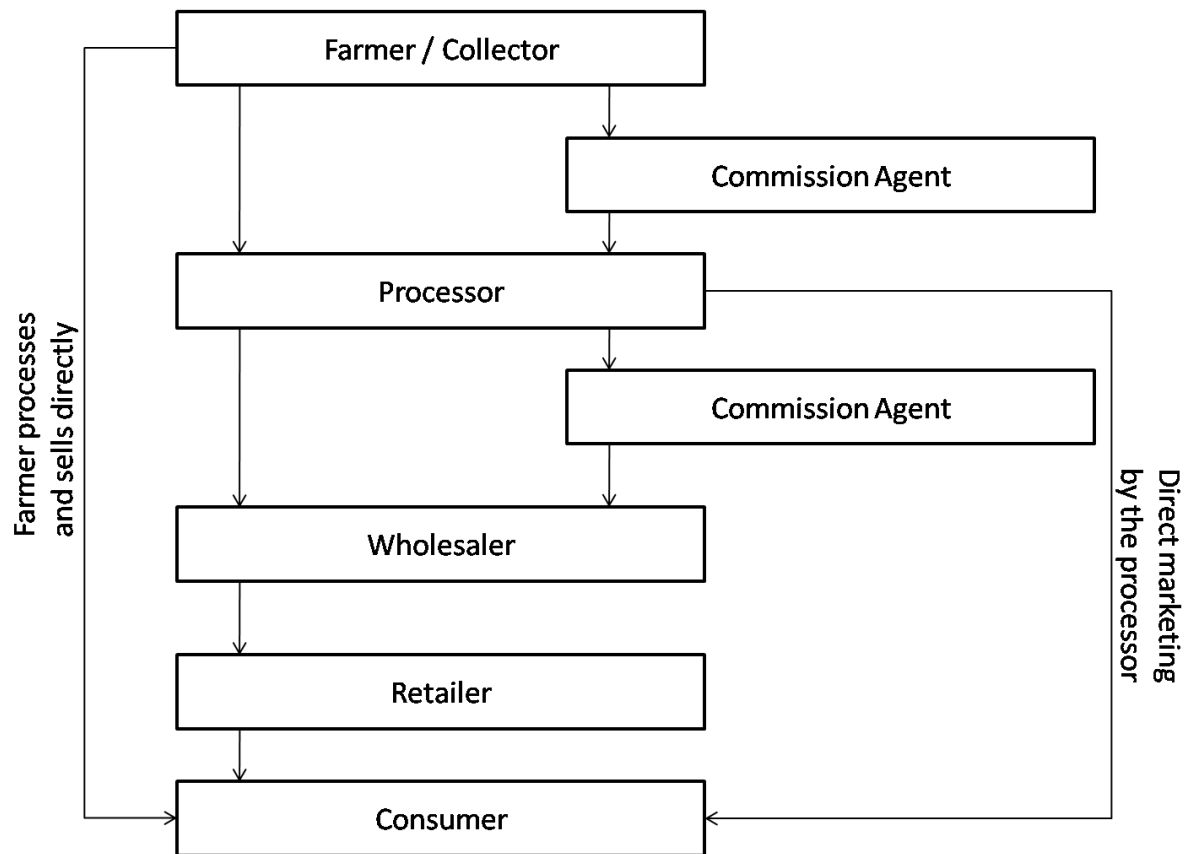 Farmer / Collector
Commission Agent
Processor
Commission Agent
Wholesaler
Retailer
Consumer
Farmer processes
and sells directly
Direct marketing
by the processor